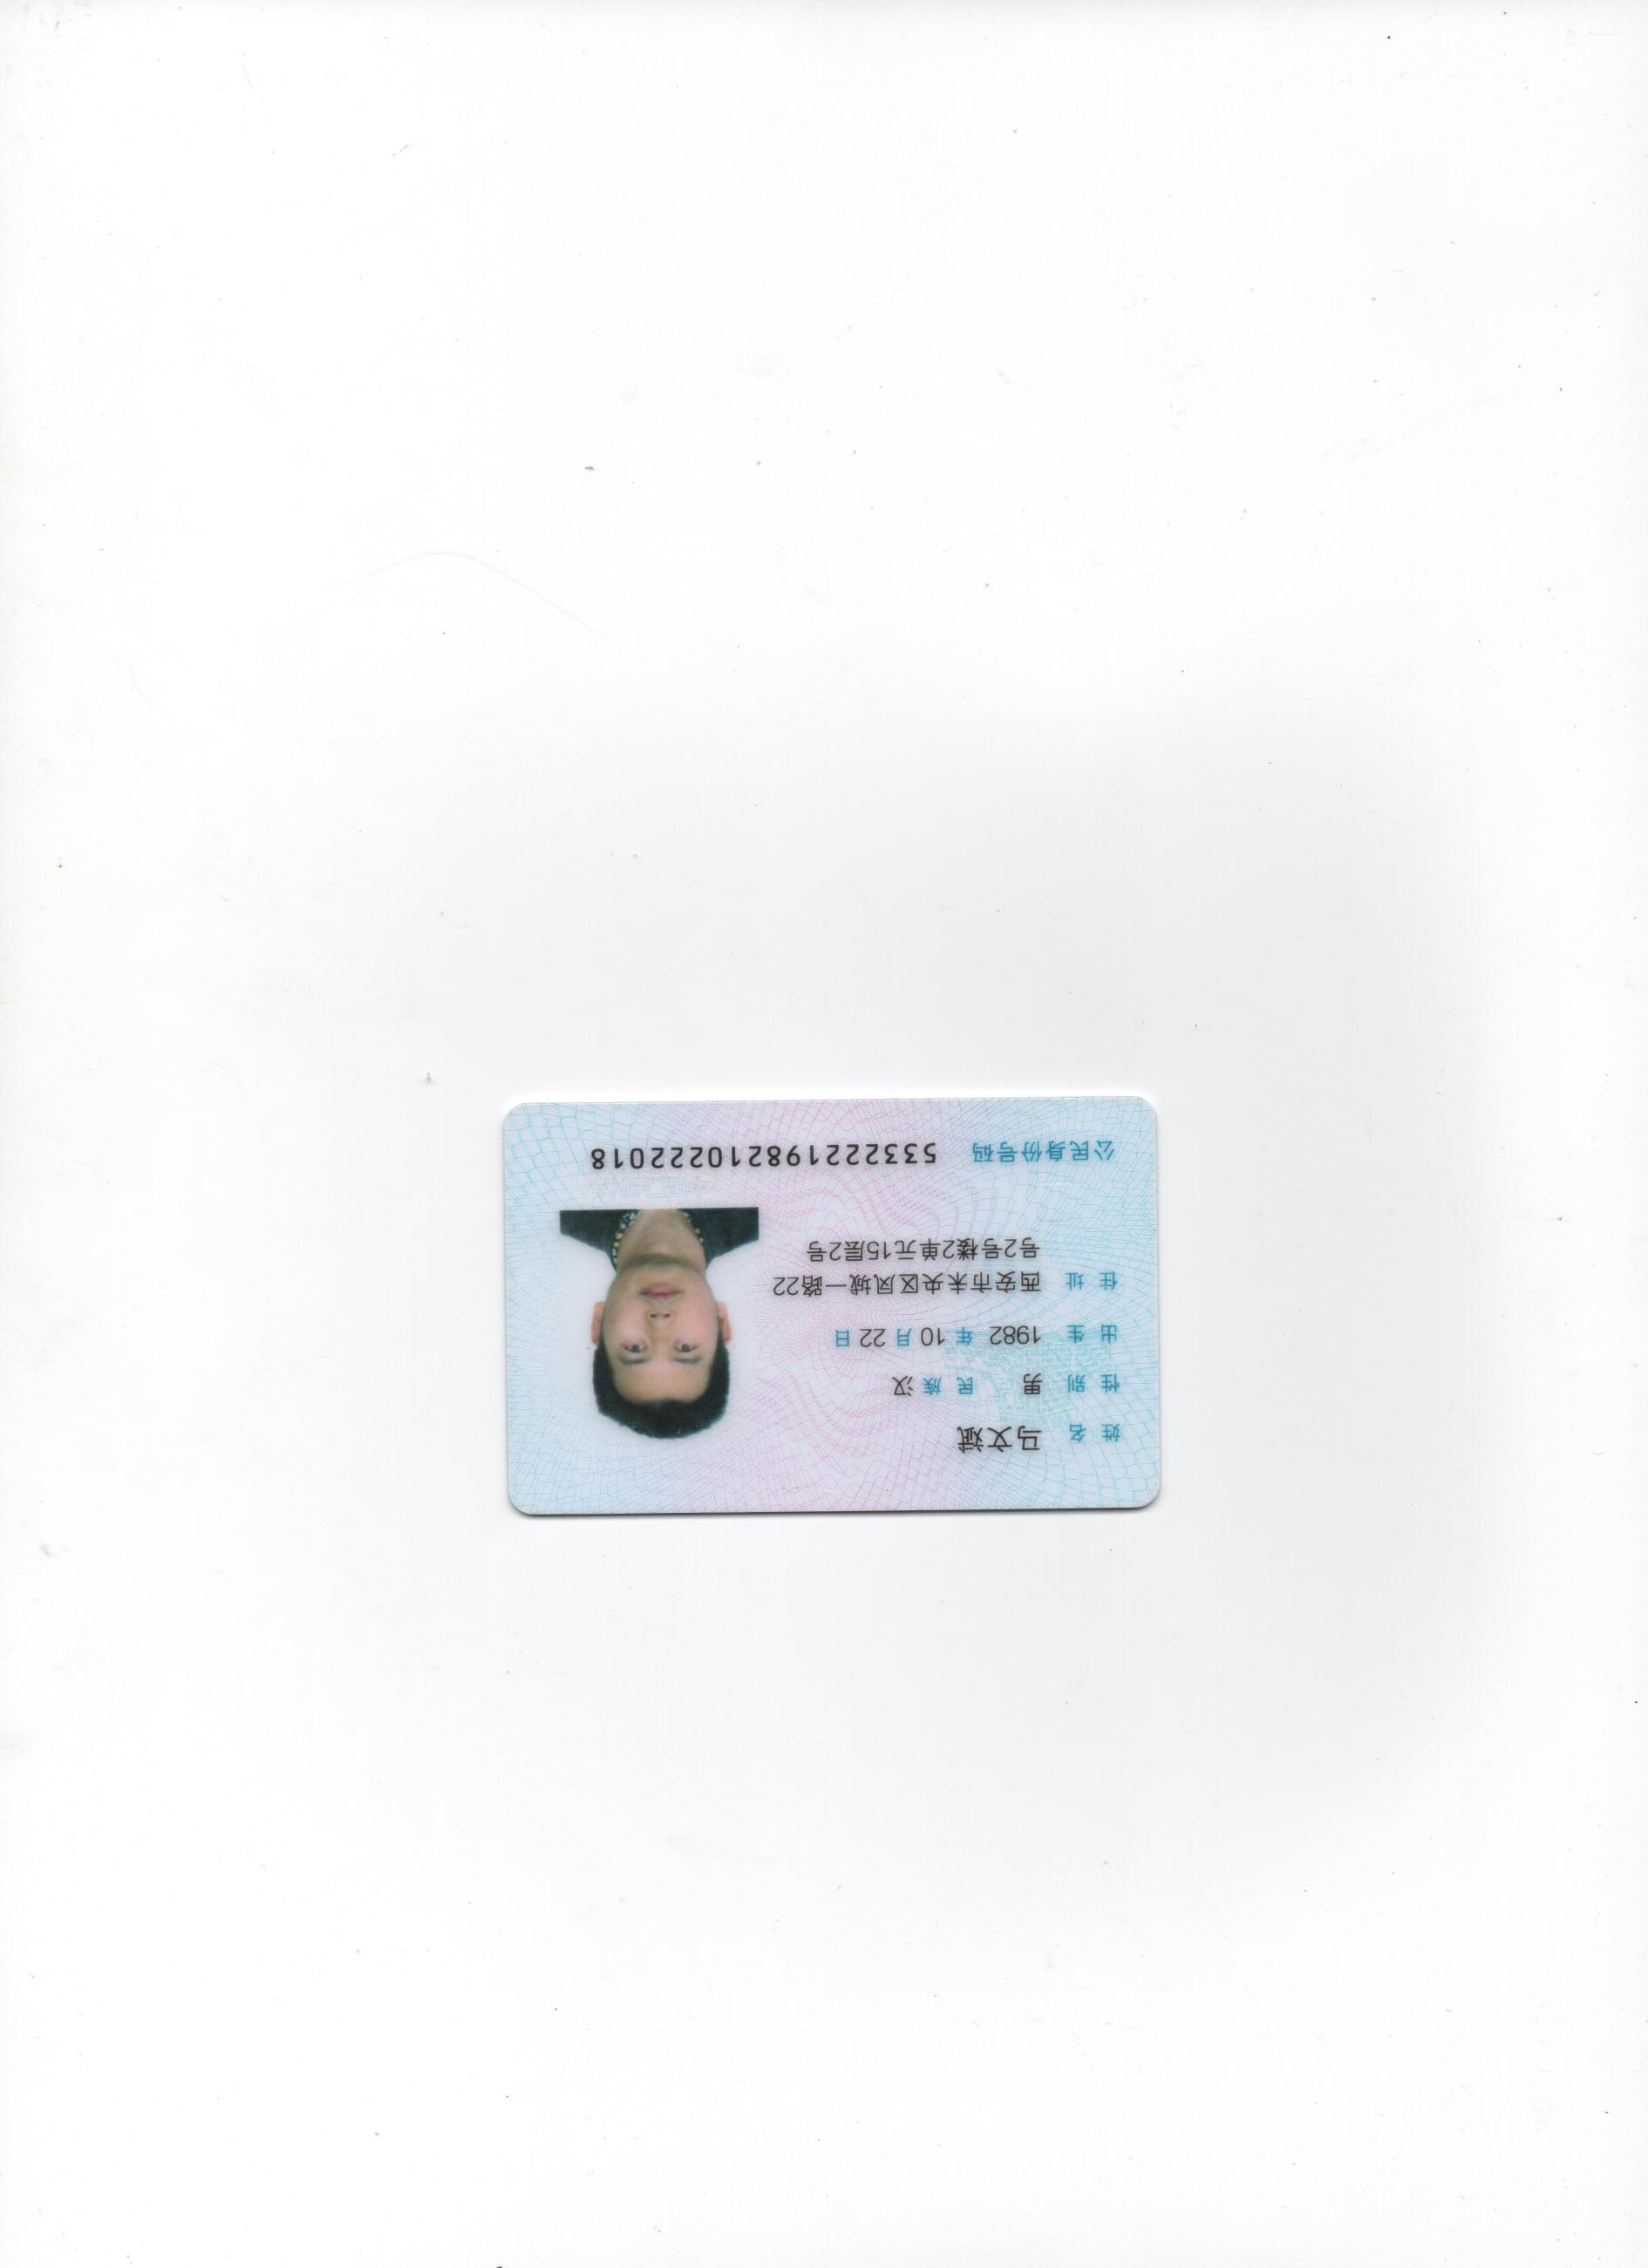 姓名 马文斌
性别 男 民族 汉
出生 1982 年 10 月 22 日
住址 西安市未央区凤城一路22
号2号楼2单元15层2号
公民身份号码 533222198210222018